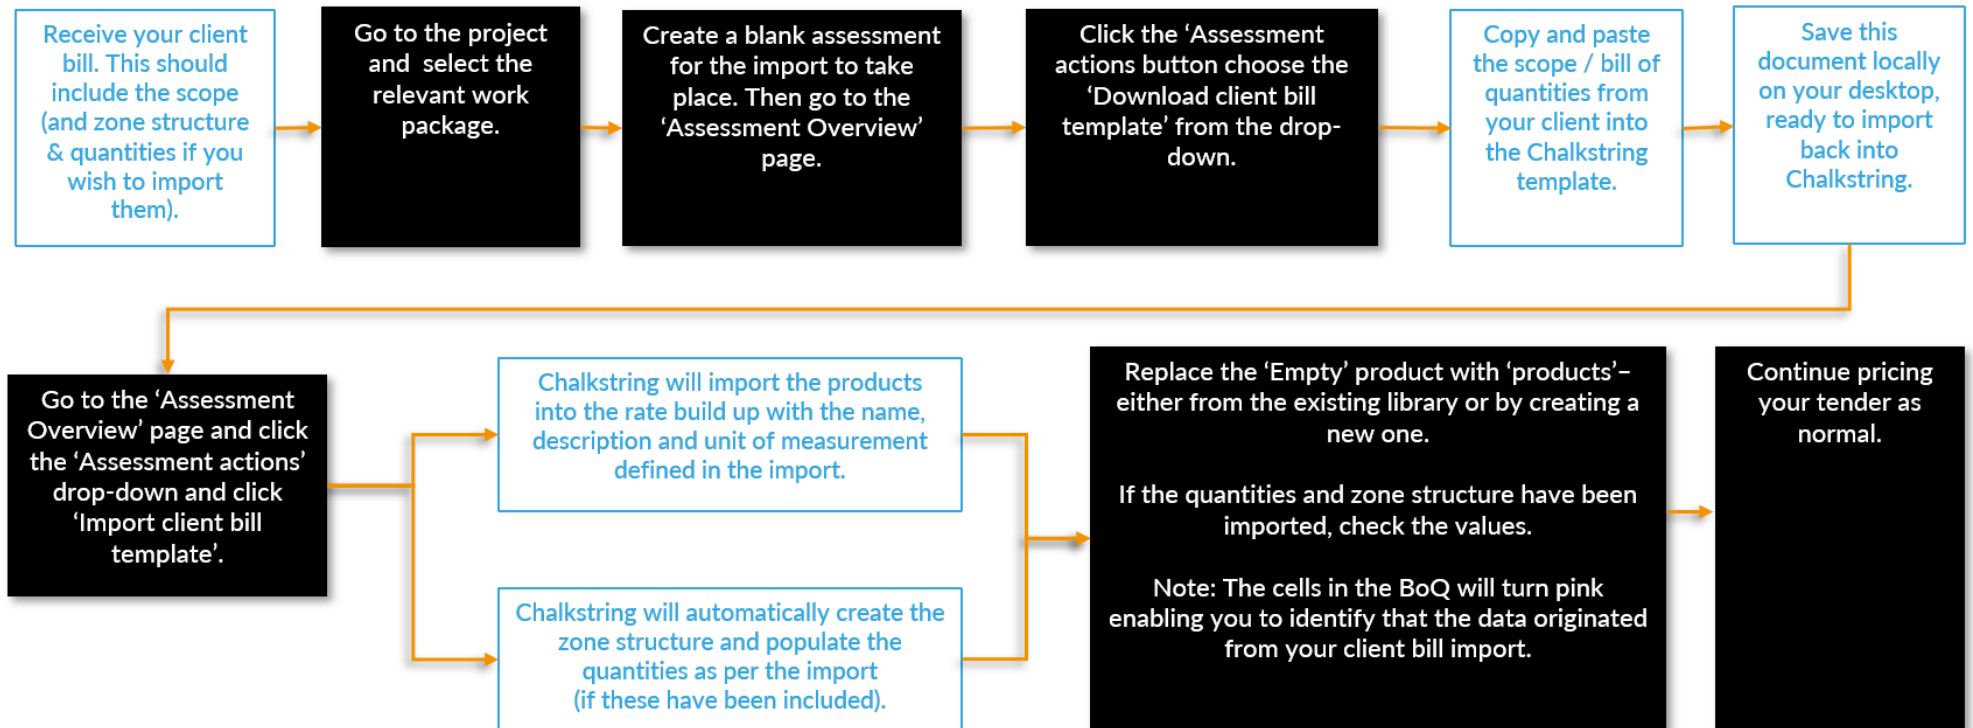 Receive your client
bill. This should
include the scope
(and zone structure
& quantities if you
wish to import
them).
Go to the project
and select the
relevant work
package.
Create a blank assessment
for the import to take
place. Then go to the
‘Assessment Overview’
page.
Click the ‘Assessment
actions button choose the
‘Download client bill
template’ from the drop-
down.
Copy and paste
the scope / bill of
quantities from
your client into
the Chalkstring
template.
Save this
document locally
on your desktop,
ready to import
back into
Chalkstring.
Go to the ‘Assessment
Overview’ page and click
the ‘Assessment actions’
drop-down and click
‘Import client bill
template’.
Chalkstring will import the products
into the rate build up with the name,
description and unit of measurement
defined in the import.
Chalkstring will automatically create the
zone structure and populate the
quantities as per the import
(if these have been included).
Replace the ‘Empty’ product with ‘products’–
either from the existing library or by creating a
new one.
If the quantities and zone structure have been
imported, check the values.
Note: The cells in the BoQ will turn pink
enabling you to identify that the data originated
from your client bill import.
Continue pricing
your tender as
normal.